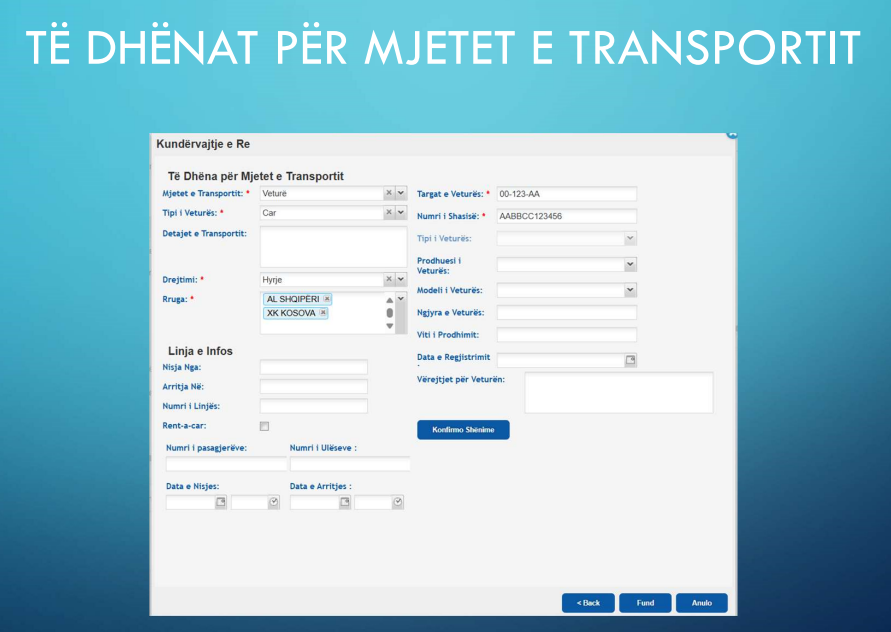 TË DHËNAT PËR MJETET E TRANSPORTIT
Kundërvajtje e Re
Të Dhëna për Mjetet e Transportit
Mjetet e Transportit: *
Veturë
Tipi i Veturës: *
Car
Detajet e Transportit:
Drejtimi: *
Hyrje
Rruga: *
AL SHQIPËRI
XK KOSOVA
Linja e Infos
Nisja Nga:
Arritja Në:
Numri i Linjës:
Rent-a-car:
Numri i pasagjerëve:
Numri i Ulëseve :
Data e Nisjes:
Data e Arritjes :
Targat e Veturës: *
00-123-AA
Numri i Shasisë: *
AABBCC123456
Tipi i Veturës:
Prodhuesi i
Veturës:
Modeli i Veturës:
Ngjyra e Veturës:
Viti i Prodhimit:
Data e Regjistrimit
:
Vërejtjet për Veturën:
Konfirmo Shënime
< Back
Fund
Anulo